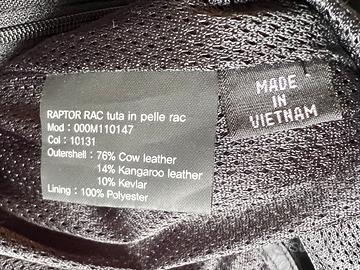 RAPTOR RAC tuta in pelle rac
Mod : 000M110147
Col : 10131
Outershell : 76% Cow leather
14% Kangaroo leather
10% Kevlar
Lining : 100% Polyester
MADE
IN
VIETNAM